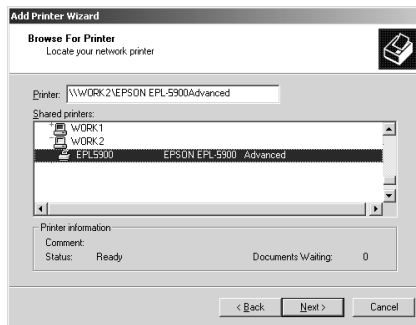 Add Printer Wizard
Browse For Printer
Locate your network printer
Printer: \\WORK2\EPSON EPL-5900Advanced
Shared printers:
WORK1
WORK2
EPL5900 EPSON EPL-5900 Advanced
Printer information
Comment:
Status: Ready Documents Waiting: 0
< Back Next > Cancel